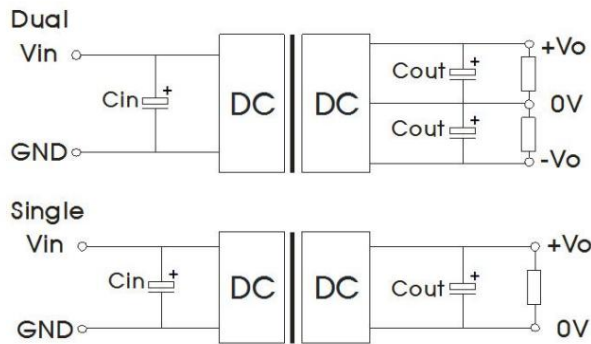 Dual
Vin
+Vo
Cout +
Cin +
DC DC
0V
Cout +
GND
-Vo
Single
Vin
+Vo
Cin +
DC DC
Cout +
GND
0V